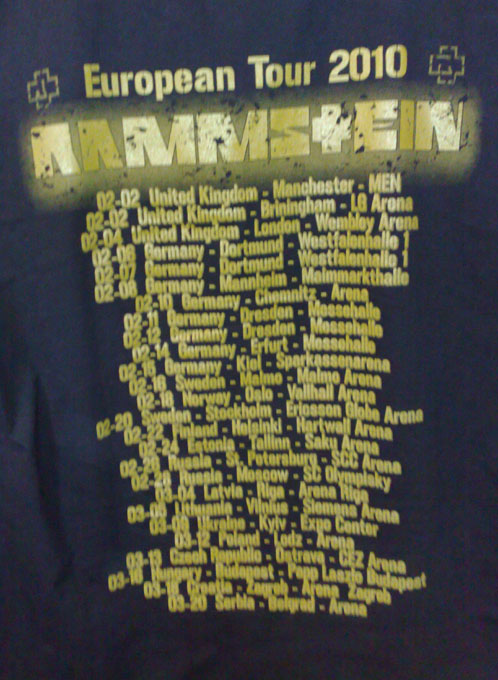 European Tour 2010
RAMMSTEIN
02-02 United Kingdom - Manchester - MEN
02-02 United Kingdom - Briningham - LG Arena
02-04 United Kingdom - London - Wembley Arena
02-06 Germany - Dortmund - Westfalenhalle 1
03-07 Germany - Dortmund - Westfalenhalle 1
02-08 Germany - Mannheim - Maimmarkthalle
02-10 Germany - Chemnitz - Arena
02-11 Germany - Dresden - Messehalle
02-12 Germany - Dresden - Messehalle
02-14 Germany - Erfurt - Messehalle
02-15 Germany - Kiel - Sparkassenarena
02-16 Sweden - Malmo - Malmo Arena
02-18 Norway - Oslo - Vallhall Arena
02-20 Sweden - Stockholm - Ericsson Globe Arena
02-22 Finland - Helsinki - Hartwall Arena
02-24 Estonia - Tallinn - Saku Arena
02-26 Russia - St. Petersburg - SCC Arena
02-28 Russia - Moscow - SC Olimpisky
03-04 Latvia - Riga - Arena Riga
03-06 Lithuania - Vilnius - Siemens Arena
03-08 Ukraine - Kyiv - Expo Center
03-12 Poland - Lodz - Arena
03-13 Czech Republic - Ostrava - CEZ Arena
03-16 Hungary - Budapest - Papp Laszlo Budapest
03-18 Croatia - Zagreb - Arena Zagreb
03-20 Serbia - Belgrad - Arena